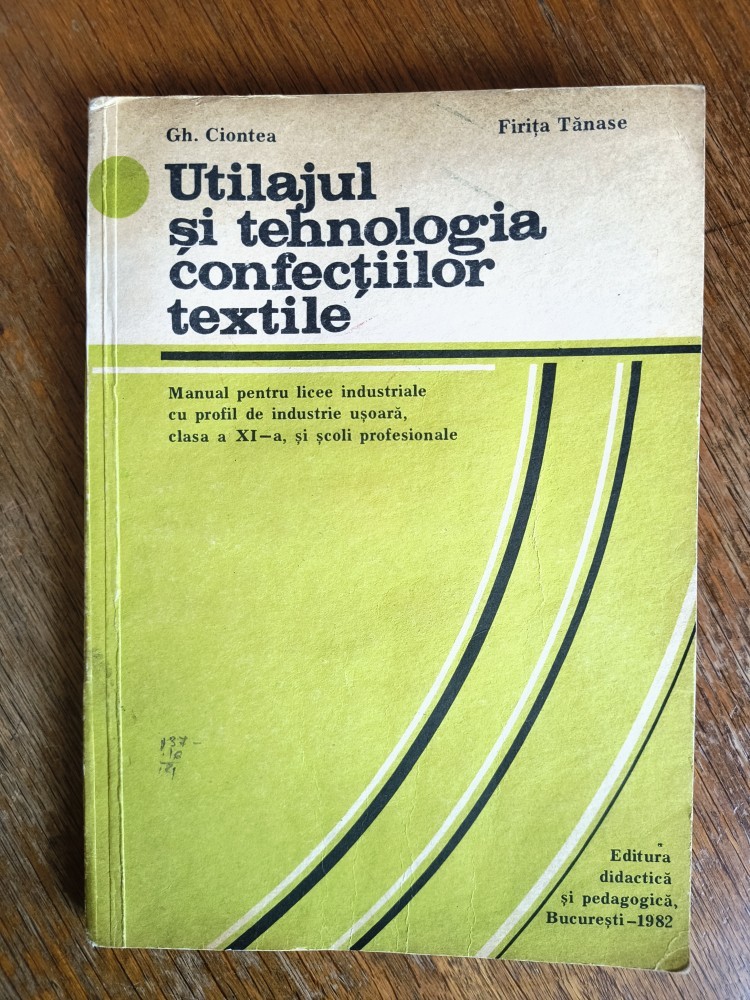 Gh. Ciontea
Firița Tănase
Utilajul
și tehnologia
confecțiilor
textile
Manual pentru licee industriale
cu profil de industrie ușoară,
clasa a XI-a, și școli profesionale
Editura
didactică
și pedagogică,
București-1982